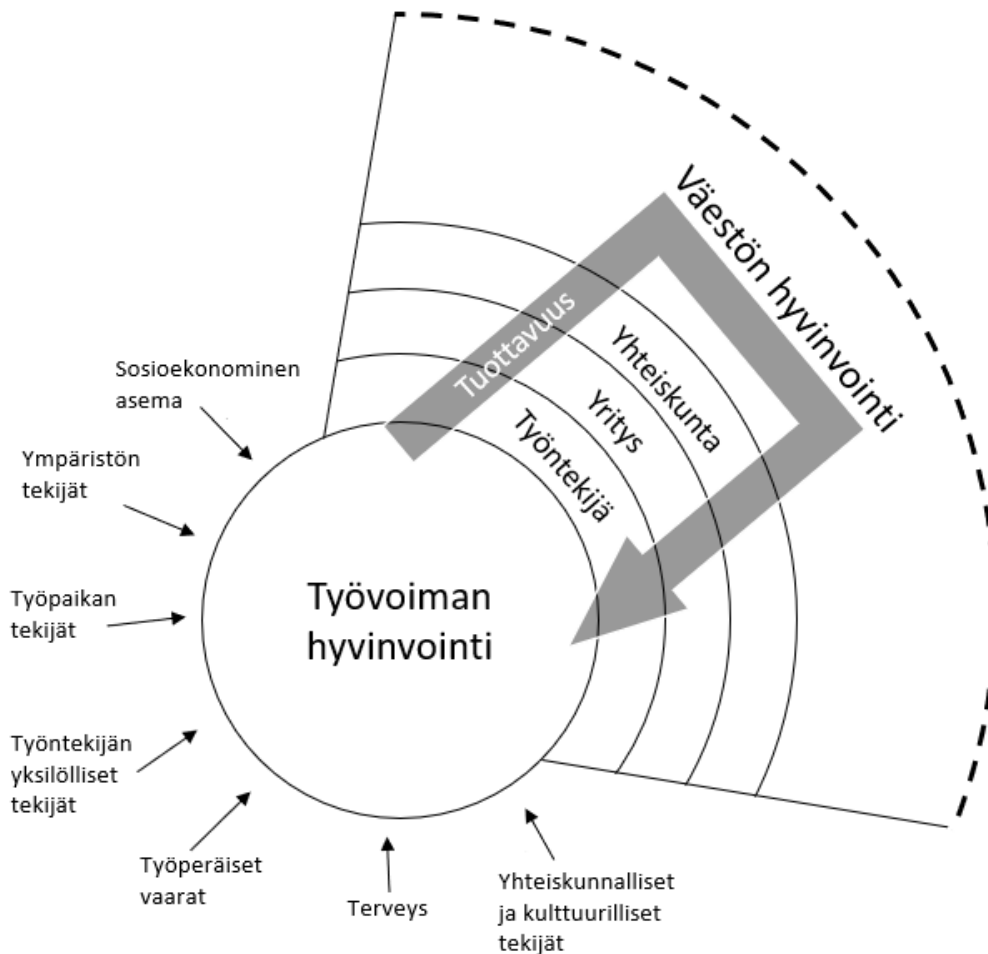 Väestön hyvinvointi
Tuottavuus
Yhteiskunta
Yritys
Työntekijä
Sosioekonominen
asema
Ympäristön
tekijät
Työpaikan
tekijät
Työntekijän
yksilölliset
tekijät
Työperäiset
vaarat
Terveys
Yhteiskunnalliset
ja kulttuurilliset
tekijät
Työvoiman
hyvinvointi